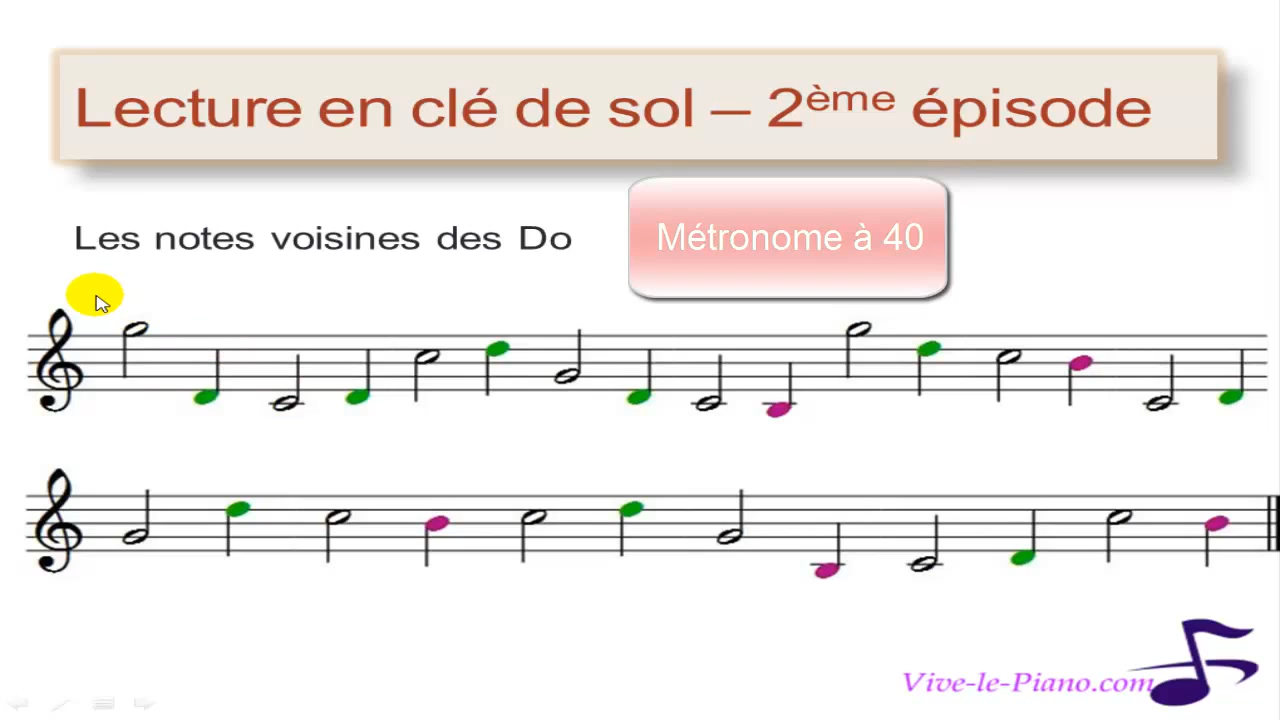 Lecture en clé de sol – 2ème épisode
Les notes voisines des Do
Métronome à 40
Vive-le-Piano.com